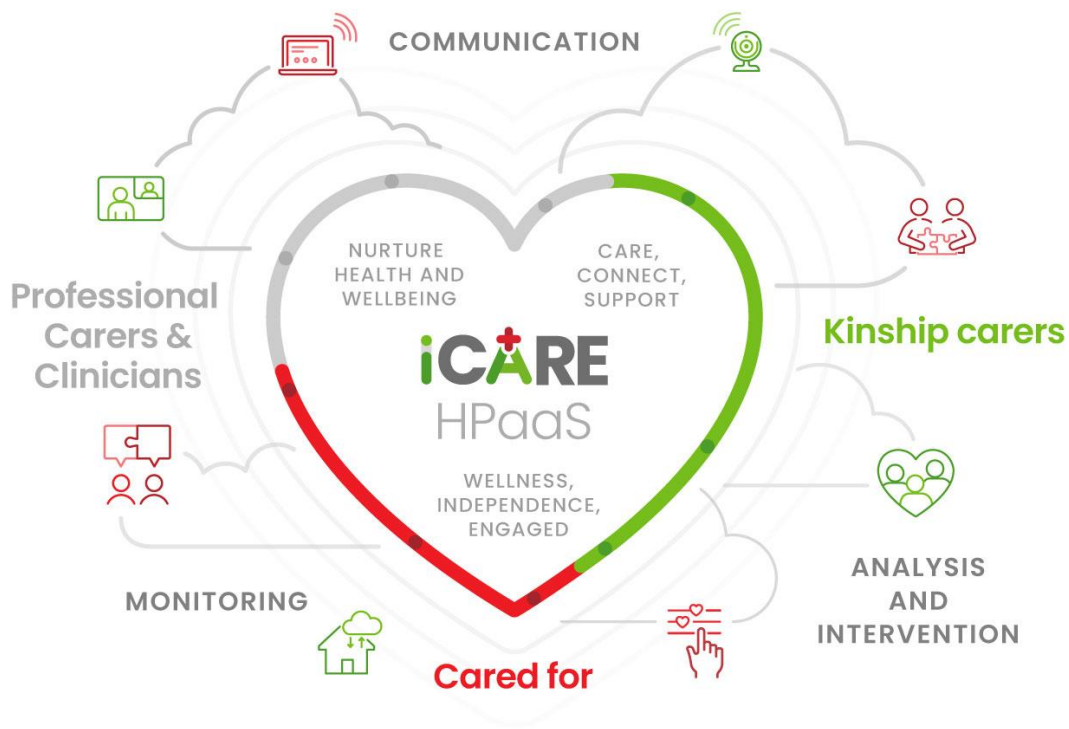 COMMUNICATION
NURTURE
HEALTH AND
WELLBEING
CARE,
CONNECT,
SUPPORT
Professional
Carers &
Clinicians
Kinship carers
iCARE
HPaaS
WELLNESS,
INDEPENDENCE,
ENGAGED
MONITORING
ANALYSIS
AND
INTERVENTION
Cared for